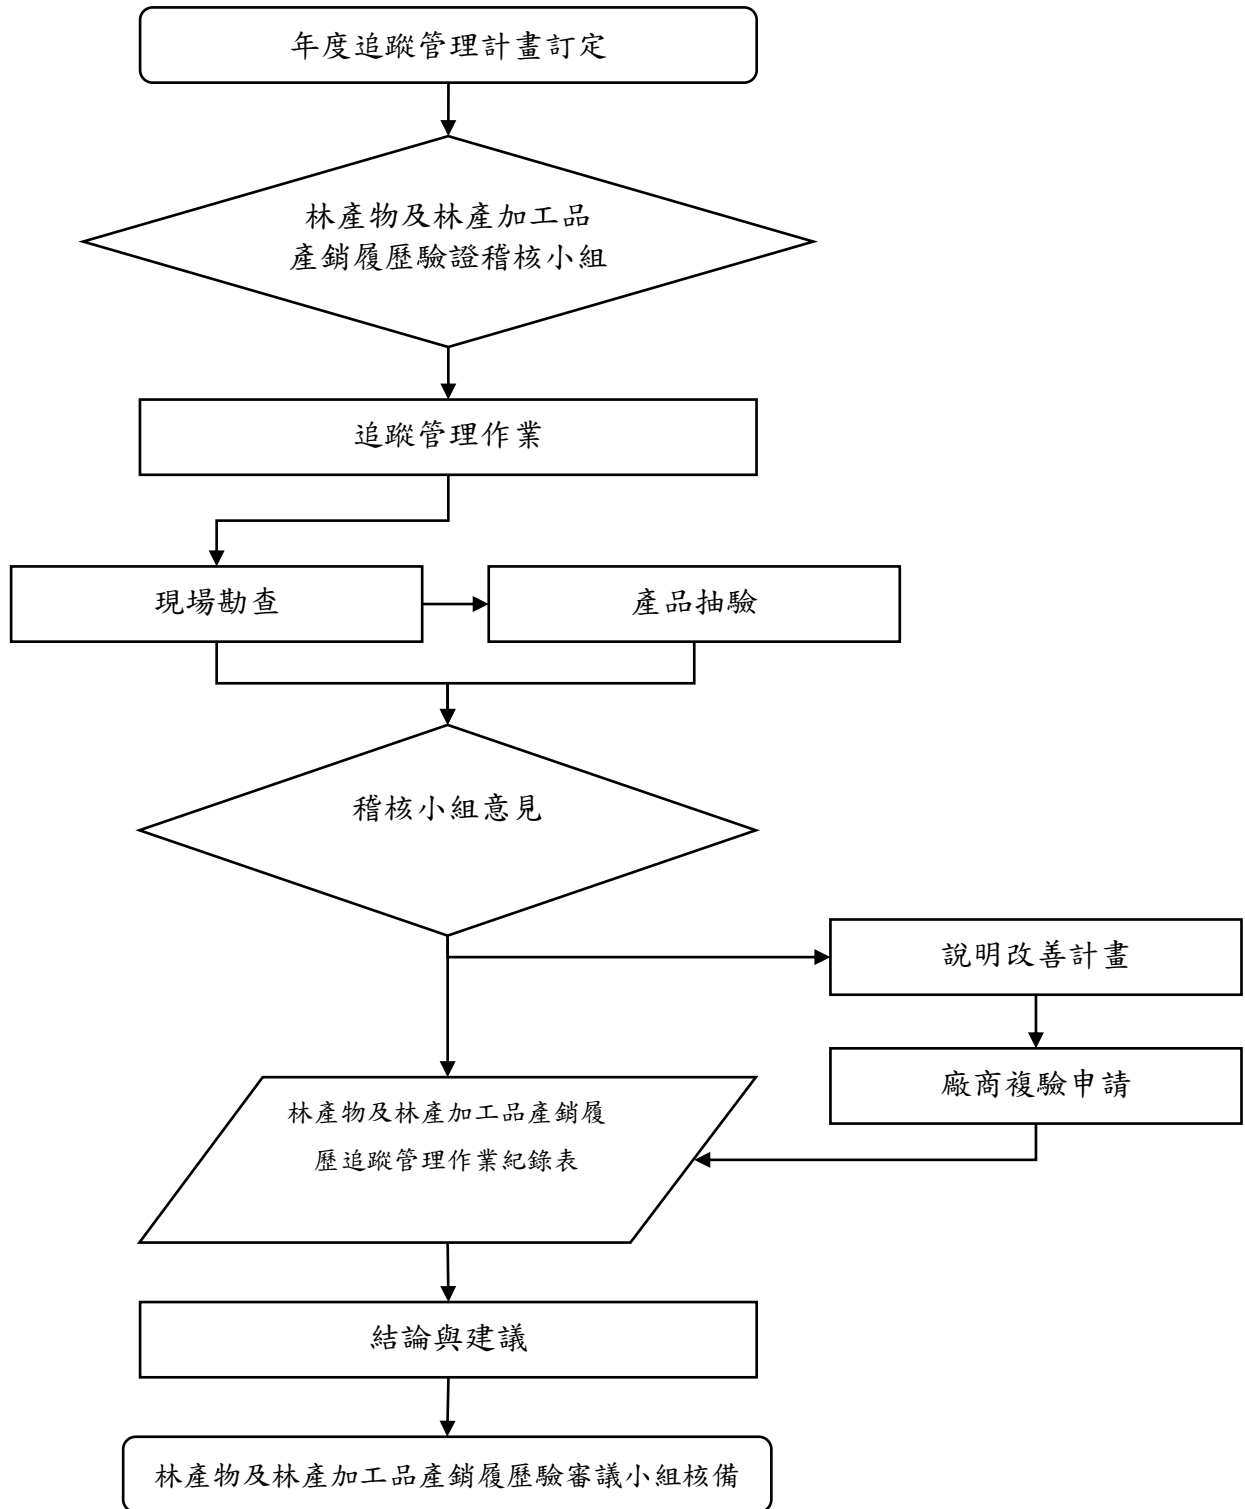 年度追蹤管理計畫訂定
林產物及林產加工品
產銷履歷驗證稽核小組
追蹤管理作業
現場勘查
產品抽驗
稽核小組意見
說明改善計畫
廠商複驗申請
林產物及林產加工品產銷履
歷追蹤管理作業紀錄表
結論與建議
林產物及林產加工品產銷履歷驗審議小組核備